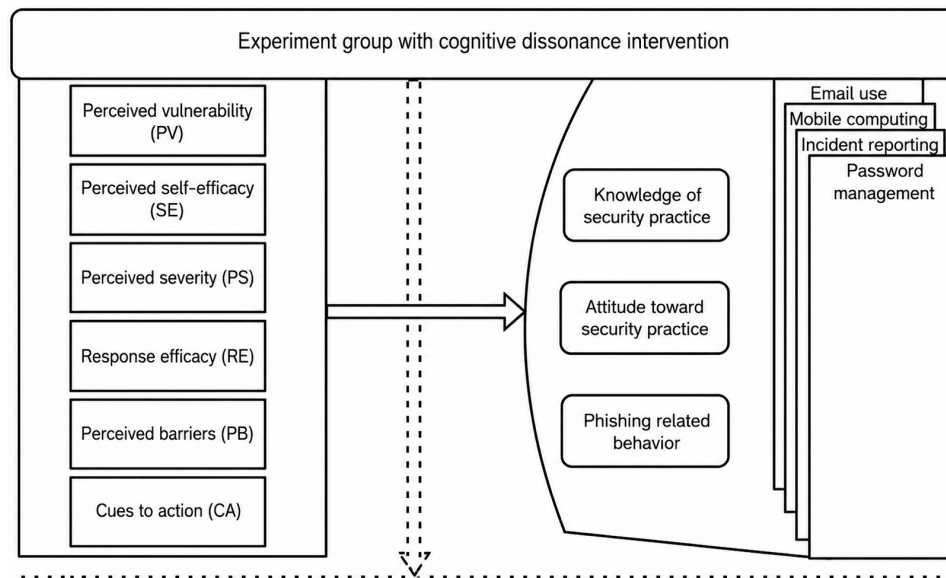 Experiment group with cognitive dissonance intervention
Perceived vulnerability
(PV)
Perceived self-efficacy
(SE)
Perceived severity (PS)
Response efficacy (RE)
Perceived barriers (PB)
Cues to action (CA)
Knowledge of
security practice
Attitude toward
security practice
Phishing related
behavior
Email use
Mobile computing
Incident reporting
Password
management